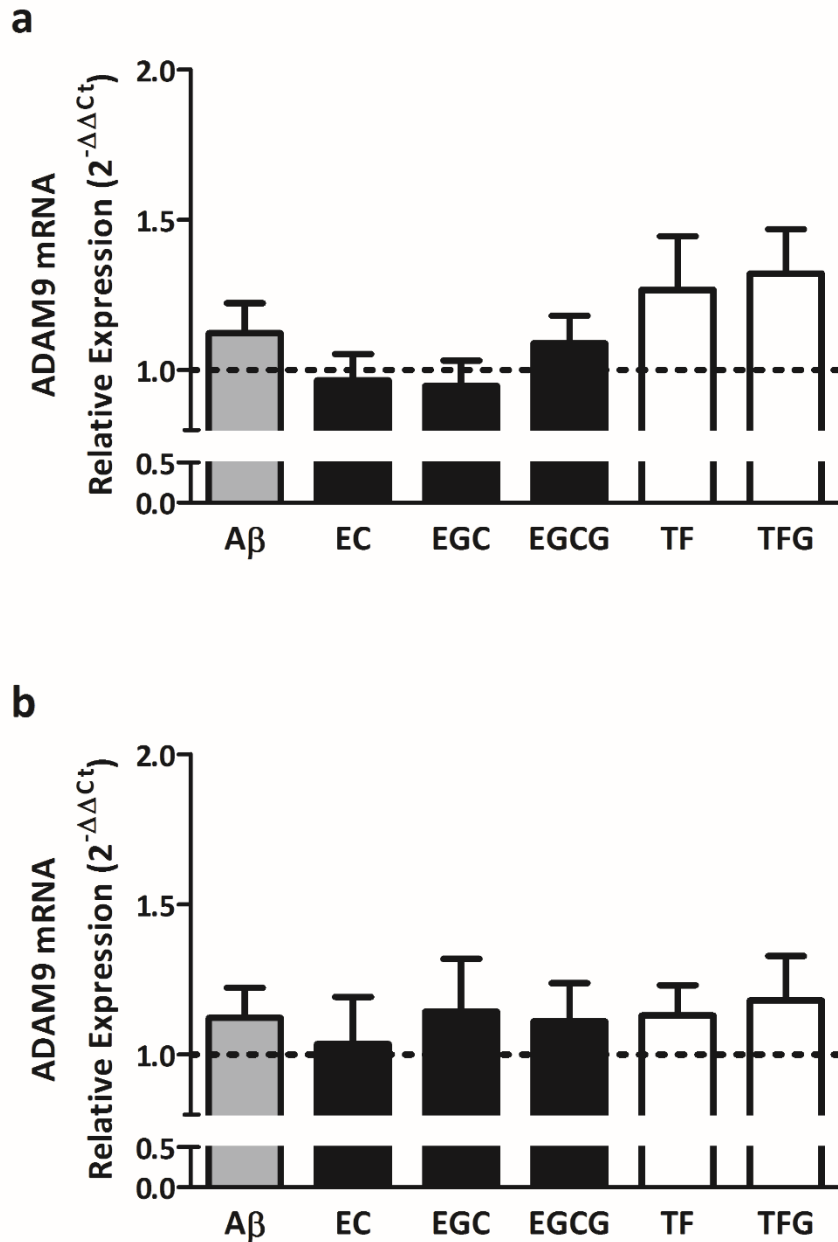 a
ADAM9 mRNA
Relative Expression (2^-ΔΔCt)
2.0
1.5
1.0
0.5
0.0
Aβ EC EGC EGCG TF TFG
b
ADAM9 mRNA
Relative Expression (2^-ΔΔCt)
2.0
1.5
1.0
0.5
0.0
Aβ EC EGC EGCG TF TFG